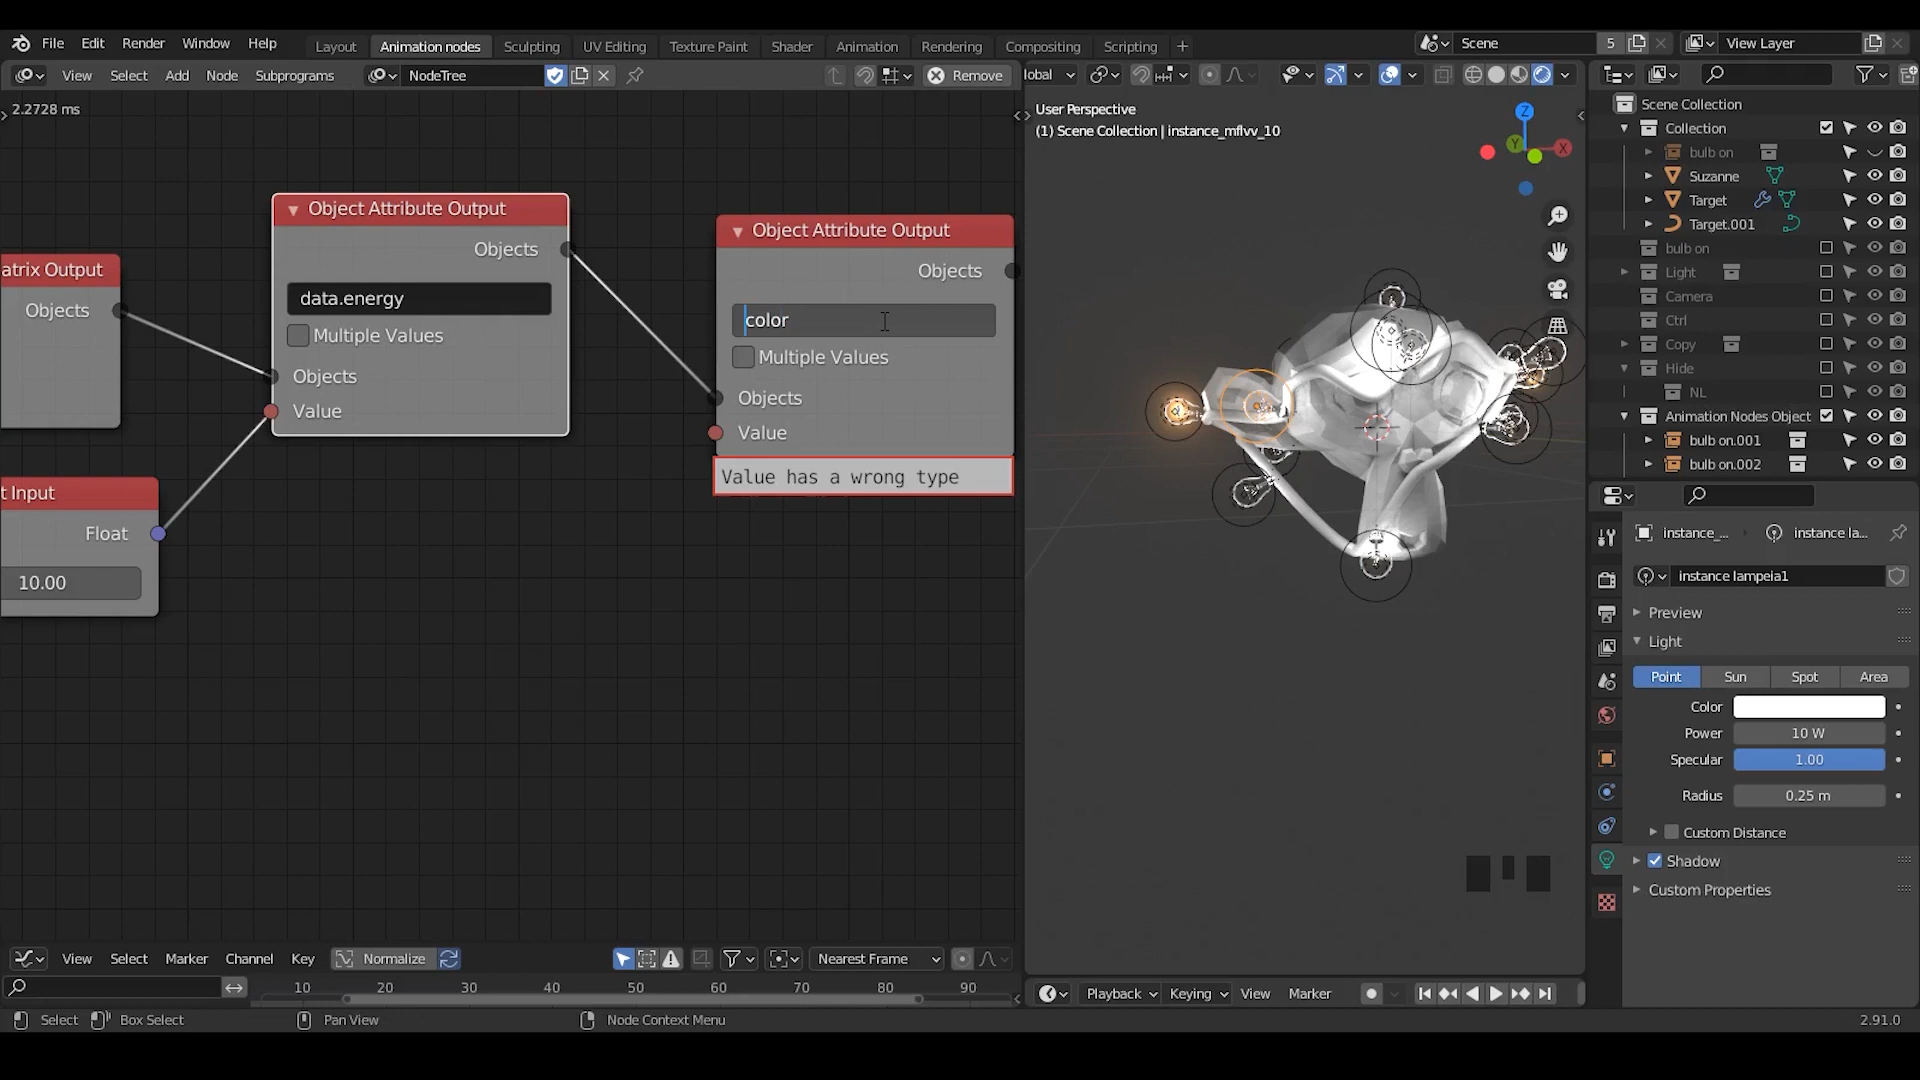 File Edit Render Window Help
Layout Animation nodes Sculpting UV Editing Texture Paint Shader Animation Rendering Compositing Scripting +
Scene 5
View Layer
View Select Add Node Subprograms
NodeTree
Remove
lobal
2.2728 ms
atrix Output
Objects
t Input
Float
10.00
Object Attribute Output
Objects
data.energy
Multiple Values
Objects
Value
Object Attribute Output
Objects
color
Multiple Values
Objects
Value
Value has a wrong type
User Perspective
(1) Scene Collection | instance_mflvv_10
Z
Y
X
Scene Collection
Collection
bulb on
Suzanne
Target
Target.001
bulb on
Light
Camera
Ctrl
Copy
Hide
NL
Animation Nodes Object
bulb on.001
bulb on.002
instance_... instance la...
instance lampeia1
Preview
Light
Point Sun Spot Area
Color
Power 10 W
Specular 1.00
Radius 0.25 m
Custom Distance
Shadow
Custom Properties
View Select Marker Channel Key Normalize
Nearest Frame
10 20 30 40 50 60 70 80 90
Playback Keying View Marker
Select Box Select Pan View Node Context Menu
2.91.0